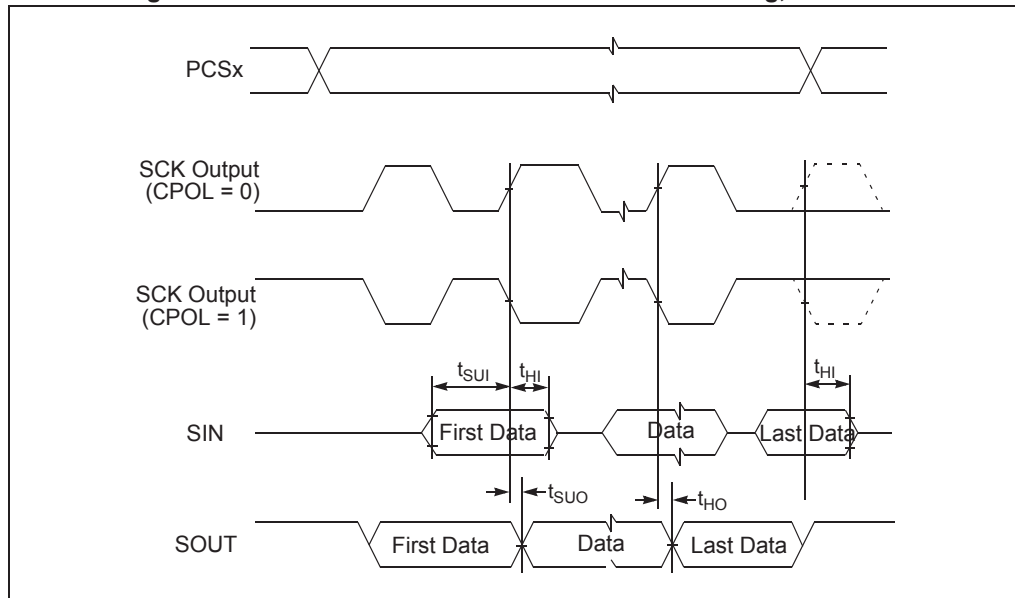 PCSx
SCK Output
(CPOL = 0)
SCK Output
(CPOL = 1)
tSUI
tHI
tHI
SIN
First Data
Data
Last Data
tSUO
tHO
SOUT
First Data
Data
Last Data